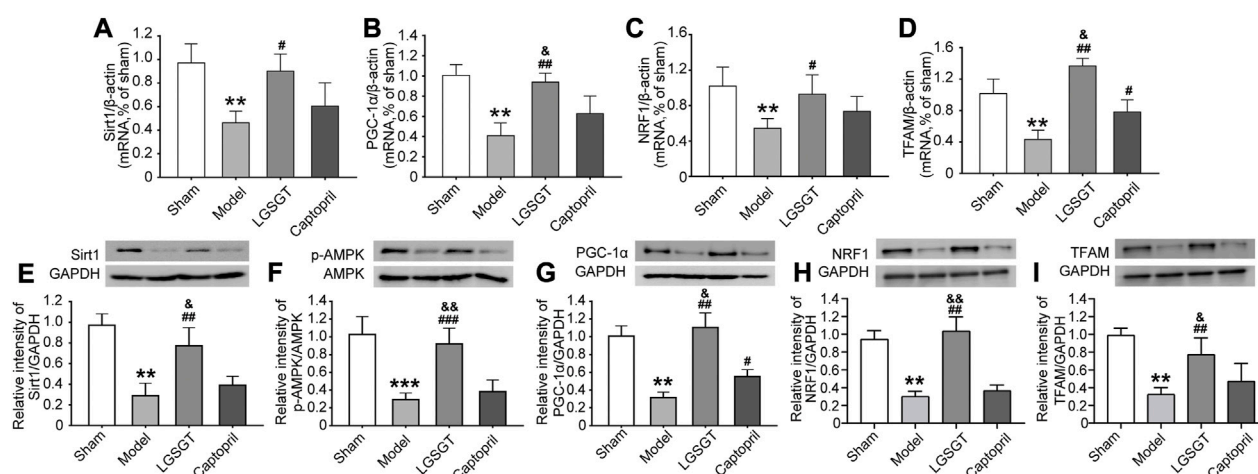 A
Sirt1/β-actin
(mRNA,% of sham)
1.4
1.2
1.0
0.8
0.6
0.4
0.2
0
**
#
Sham
Model
LGSGT
Captopril
B
PGC-1α/β-actin
(mRNA,% of sham)
1.4
1.2
1.0
0.8
0.6
0.4
0.2
0
**
&
##
Sham
Model
LGSGT
Captopril
C
NRF1/β-actin
(mRNA,% of sham)
1.6
1.2
0.8
0.4
0
**
#
Sham
Model
LGSGT
Captopril
D
TFAM/β-actin
(mRNA,% of sham)
1.6
1.2
0.8
0.4
0
**
&
##
#
Sham
Model
LGSGT
Captopril
E
Sirt1
GAPDH
Relative intensity of
Sirt1/GAPDH
1.2
1.0
0.8
0.6
0.4
0.2
0
**
&
##
Sham
Model
LGSGT
Captopril
F
p-AMPK
AMPK
Relative intensity of
p-AMPK/AMPK
1.4
1.2
1.0
0.8
0.6
0.4
0.2
0
***
&&
###
Sham
Model
LGSGT
Captopril
G
PGC-1α
GAPDH
Relative intensity of
PGC-1α/GAPDH
1.4
1.2
1.0
0.8
0.6
0.4
0.2
0
**
&
##
#
Sham
Model
LGSGT
Captopril
H
NRF1
GAPDH
Relative intensity of
NRF1/GAPDH
1.4
1.2
1.0
0.8
0.6
0.4
0.2
0
**
&&
##
Sham
Model
LGSGT
Captopril
I
TFAM
GAPDH
Relative intensity of
TFAM/GAPDH
1.4
1.2
1.0
0.8
0.6
0.4
0.2
0
**
&
##
Sham
Model
LGSGT
Captopril